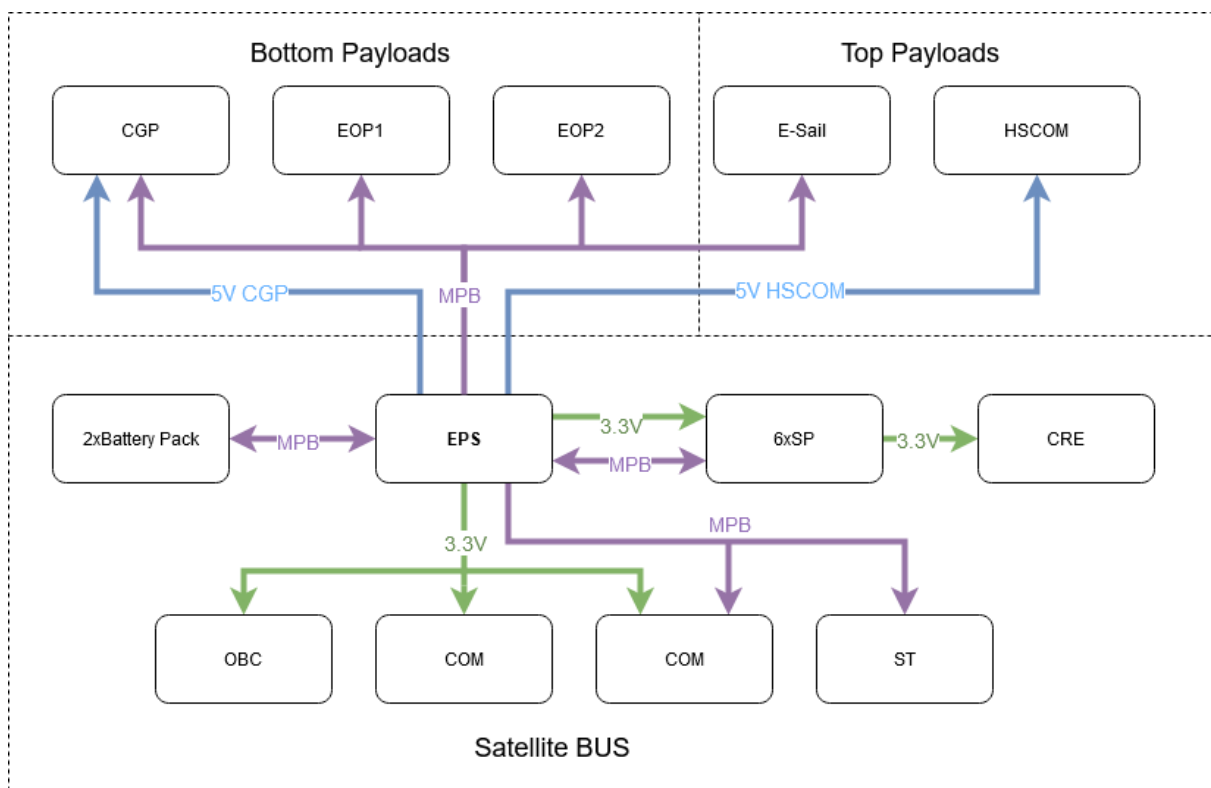 Bottom Payloads
Top Payloads
CGP
EOP1
EOP2
E-Sail
HSCOM
5V CGP
MPB
5V HSCOM
2xBattery Pack
MPB
EPS
3.3V
MPB
6xSP
3.3V
CRE
3.3V
MPB
OBC
COM
COM
ST
Satellite BUS